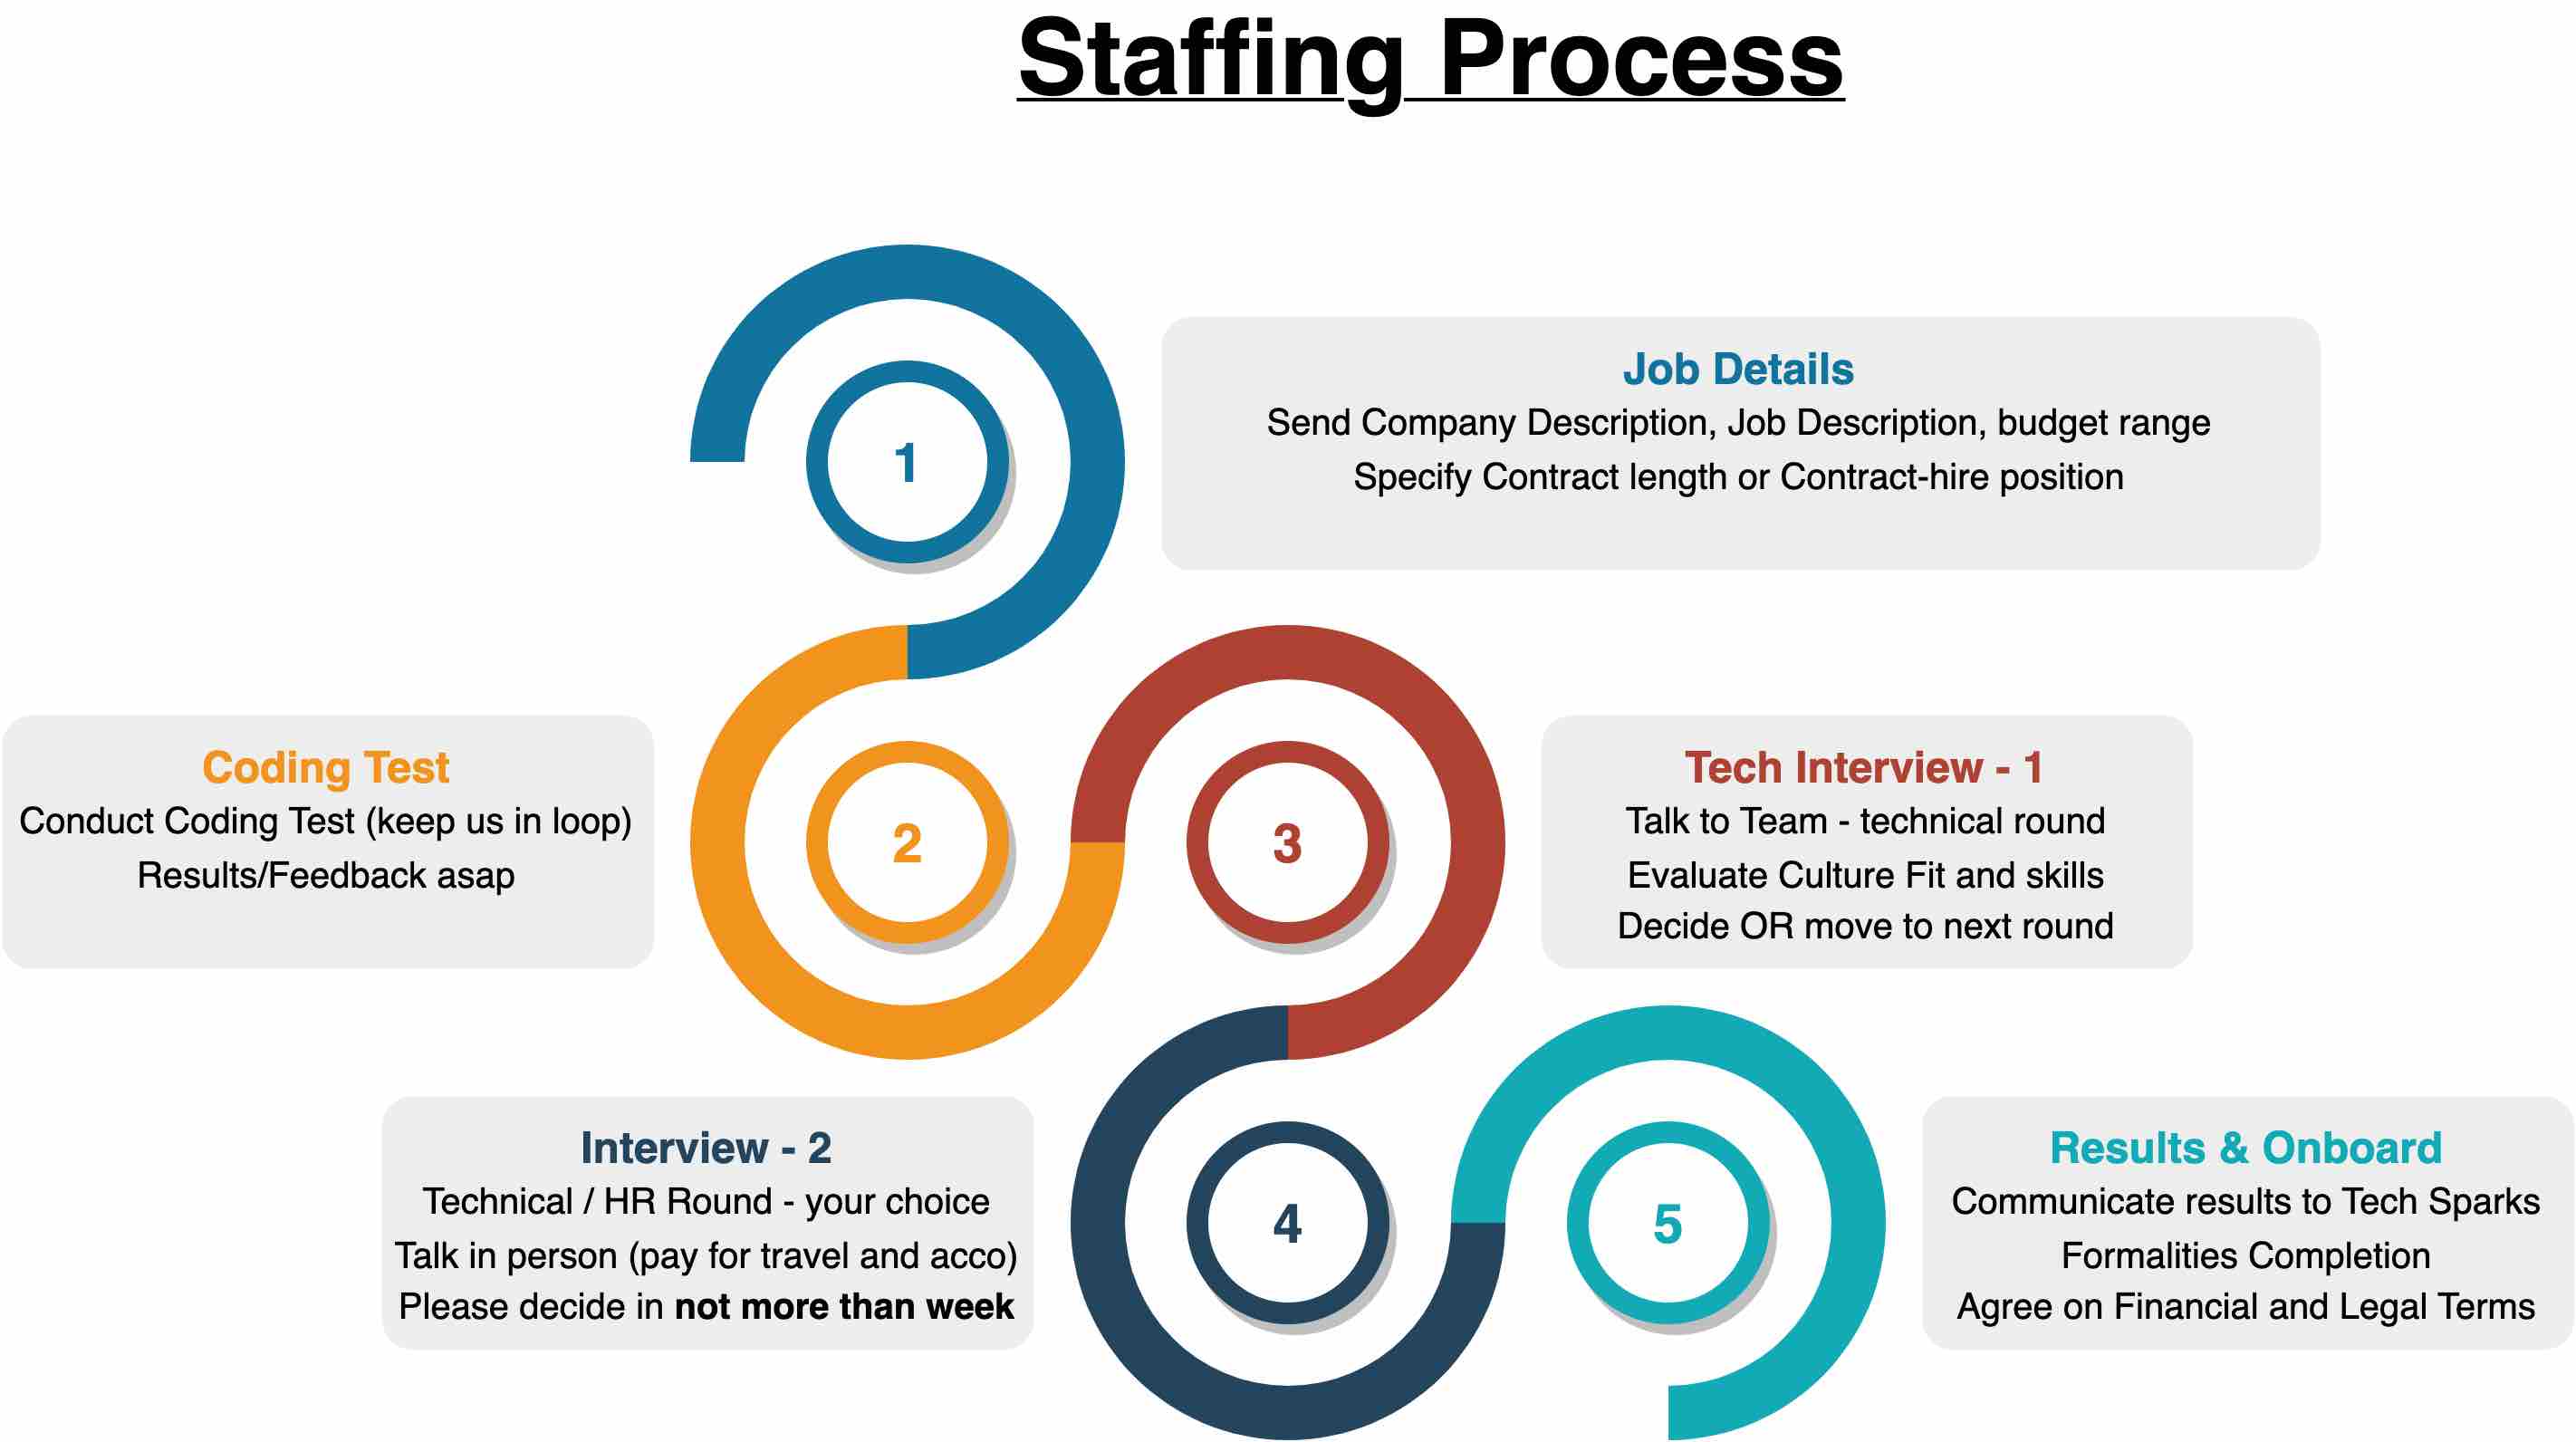 Staffing Process
1
Job Details
Send Company Description, Job Description, budget range
Specify Contract length or Contract-hire position
Coding Test
Conduct Coding Test (keep us in loop)
Results/Feedback asap
2
3
Tech Interview - 1
Talk to Team - technical round
Evaluate Culture Fit and skills
Decide OR move to next round
Interview - 2
Technical / HR Round - your choice
Talk in person (pay for travel and acco)
Please decide in not more than week
4
5
Results & Onboard
Communicate results to Tech Sparks
Formalities Completion
Agree on Financial and Legal Terms